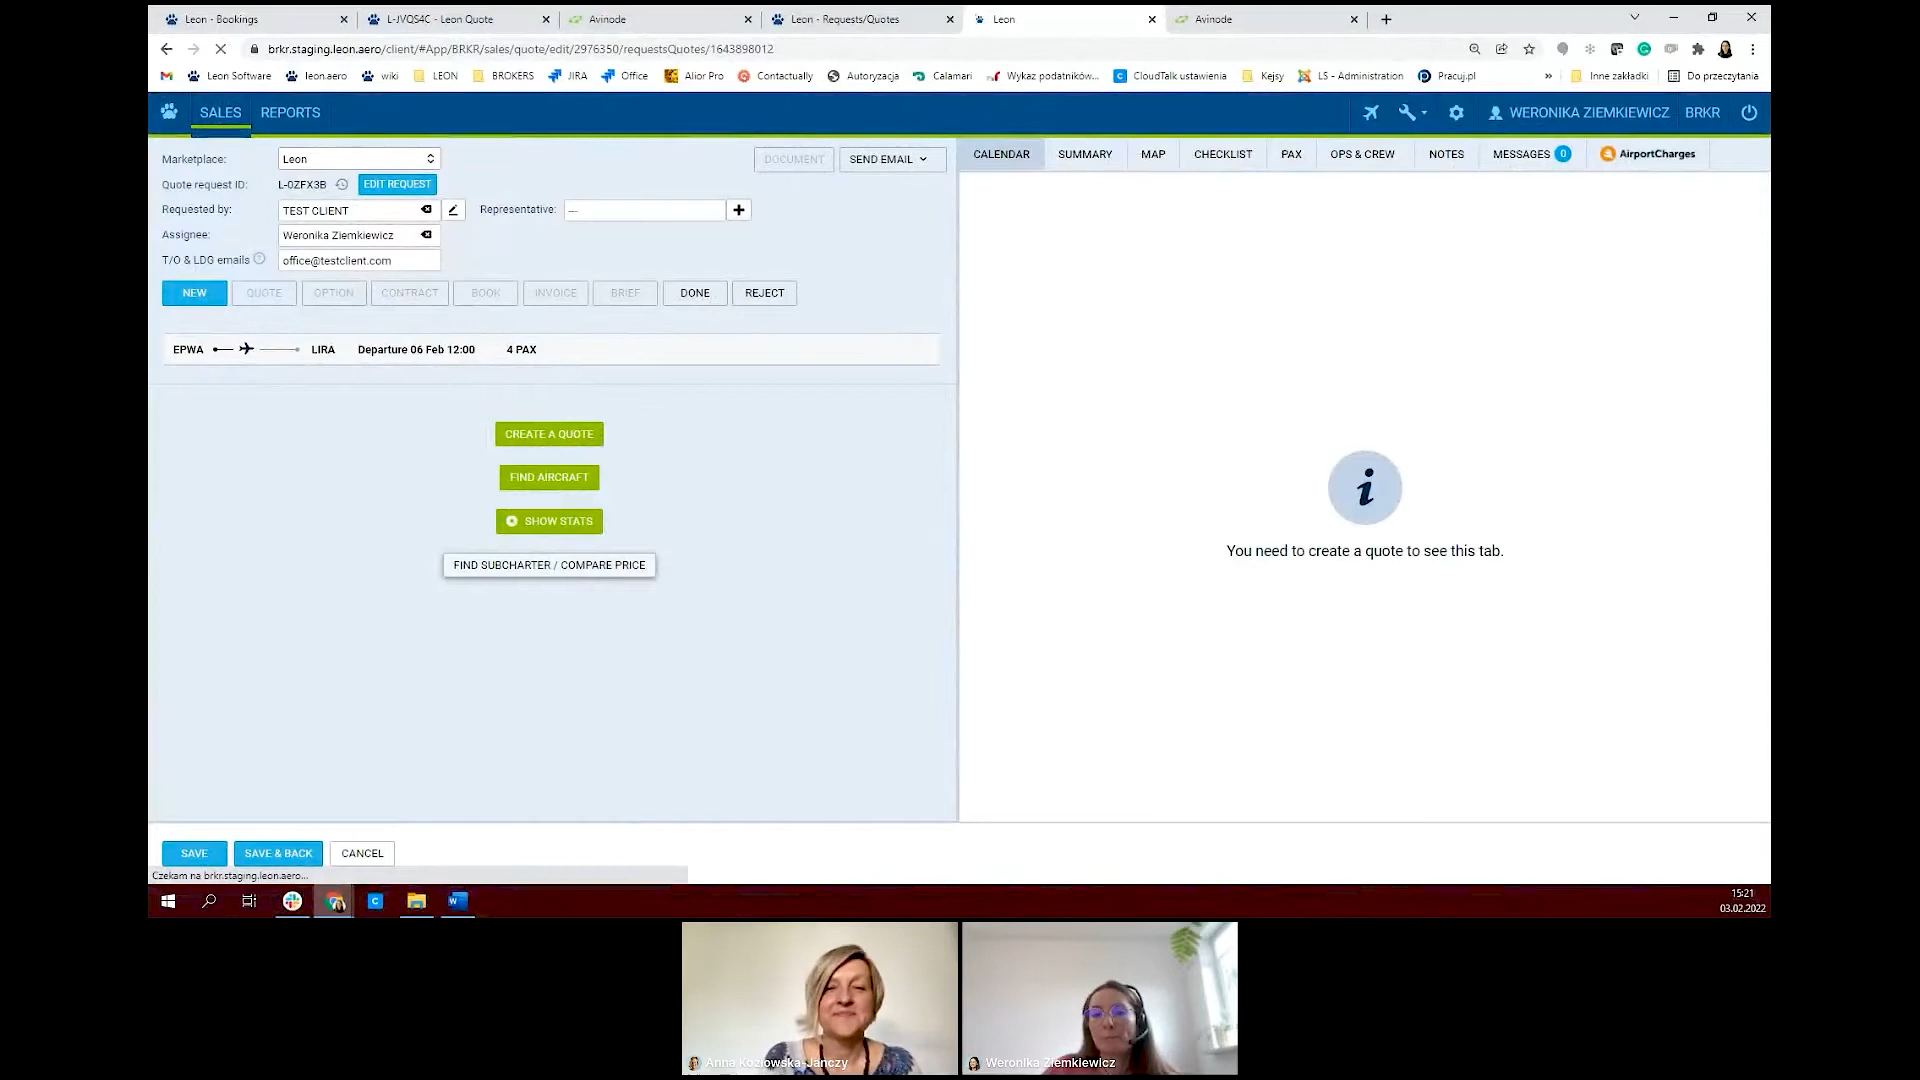 Leon - Bookings
L-JVQS4C - Leon Quote
Avinode
Leon - Requests/Quotes
Leon
Avinode
brkr.staging.leon.aero/client/#App/BRKR/sales/quote/edit/2976350/requestsQuotes/1643898012
Leon Software
leon.aero
wiki
LEON
BROKERS
JIRA
Office
Alior Pro
Contactually
Autoryzacja
Calamari
Wykaz podatników...
CloudTalk ustawienia
Kejsy
LS - Administration
Pracuj.pl
»
Inne zakładki
Do przeczytania
SALES
REPORTS
WERONIKA ZIEMKIEWICZ
BRKR
Marketplace:
Leon
DOCUMENT
SEND EMAIL
Quote request ID:
L-0ZFX3B
EDIT REQUEST
Requested by:
TEST CLIENT
Representative:
---
Assignee:
Weronika Ziemkiewicz
T/O & LDG emails
office@testclient.com
NEW
QUOTE
OPTION
CONTRACT
BOOK
INVOICE
BRIEF
DONE
REJECT
EPWA
LIRA
Departure 06 Feb 12:00
4 PAX
CREATE A QUOTE
FIND AIRCRAFT
SHOW STATS
FIND SUBCHARTER / COMPARE PRICE
CALENDAR
SUMMARY
MAP
CHECKLIST
PAX
OPS & CREW
NOTES
MESSAGES 0
AirportCharges
i
You need to create a quote to see this tab.
SAVE
SAVE & BACK
CANCEL
Czekam na brkr.staging.leon.aero...
15:21
03.02.2022
Anna Kozłowska-Janczy
Weronika Ziemkiewicz